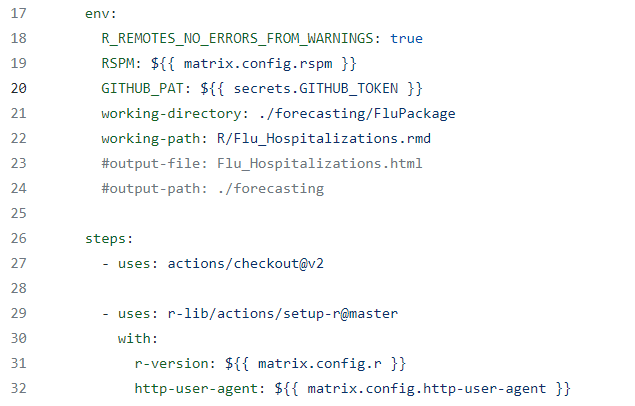 17 env:
18 R_REMOTES_NO_ERRORS_FROM_WARNINGS: true
19 RSPM: ${{ matrix.config.rspm }}
20 GITHUB_PAT: ${{ secrets.GITHUB_TOKEN }}
21 working-directory: ./forecasting/FluPackage
22 working-path: R/Flu_Hospitalizations.rmd
23 #output-file: Flu_Hospitalizations.html
24 #output-path: ./forecasting
25
26 steps:
27 - uses: actions/checkout@v2
28
29 - uses: r-lib/actions/setup-r@master
30 with:
31 r-version: ${{ matrix.config.r }}
32 http-user-agent: ${{ matrix.config.http-user-agent }}